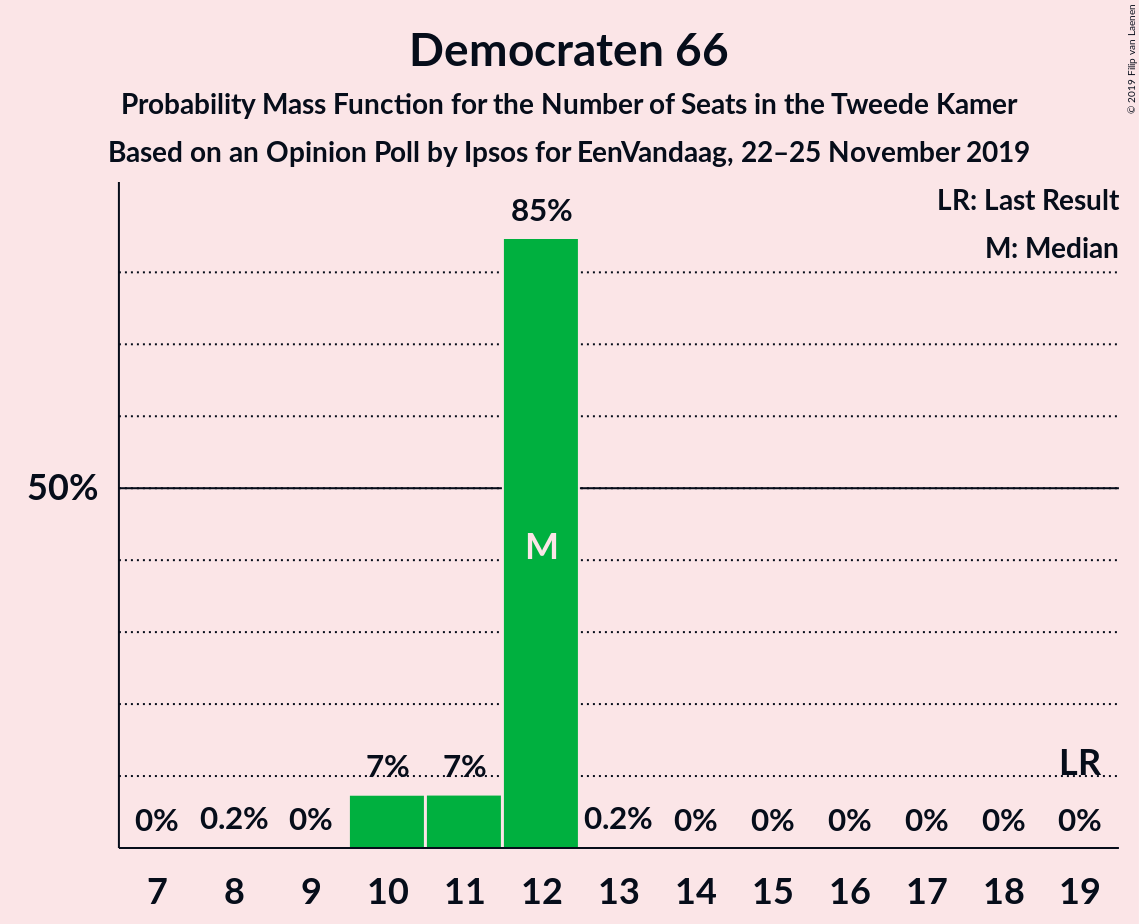 Democraten 66
Probability Mass Function for the Number of Seats in the Tweede Kamer
Based on an Opinion Poll by Ipsos for EenVandaag, 22–25 November 2019
© 2019 Filip van Laenen
LR: Last Result
M: Median
85%
50%
M
LR
7% 7%
0% 0.2% 0% 0.2% 0% 0% 0% 0% 0% 0%
7 8 9 10 11 12 13 14 15 16 17 18 19